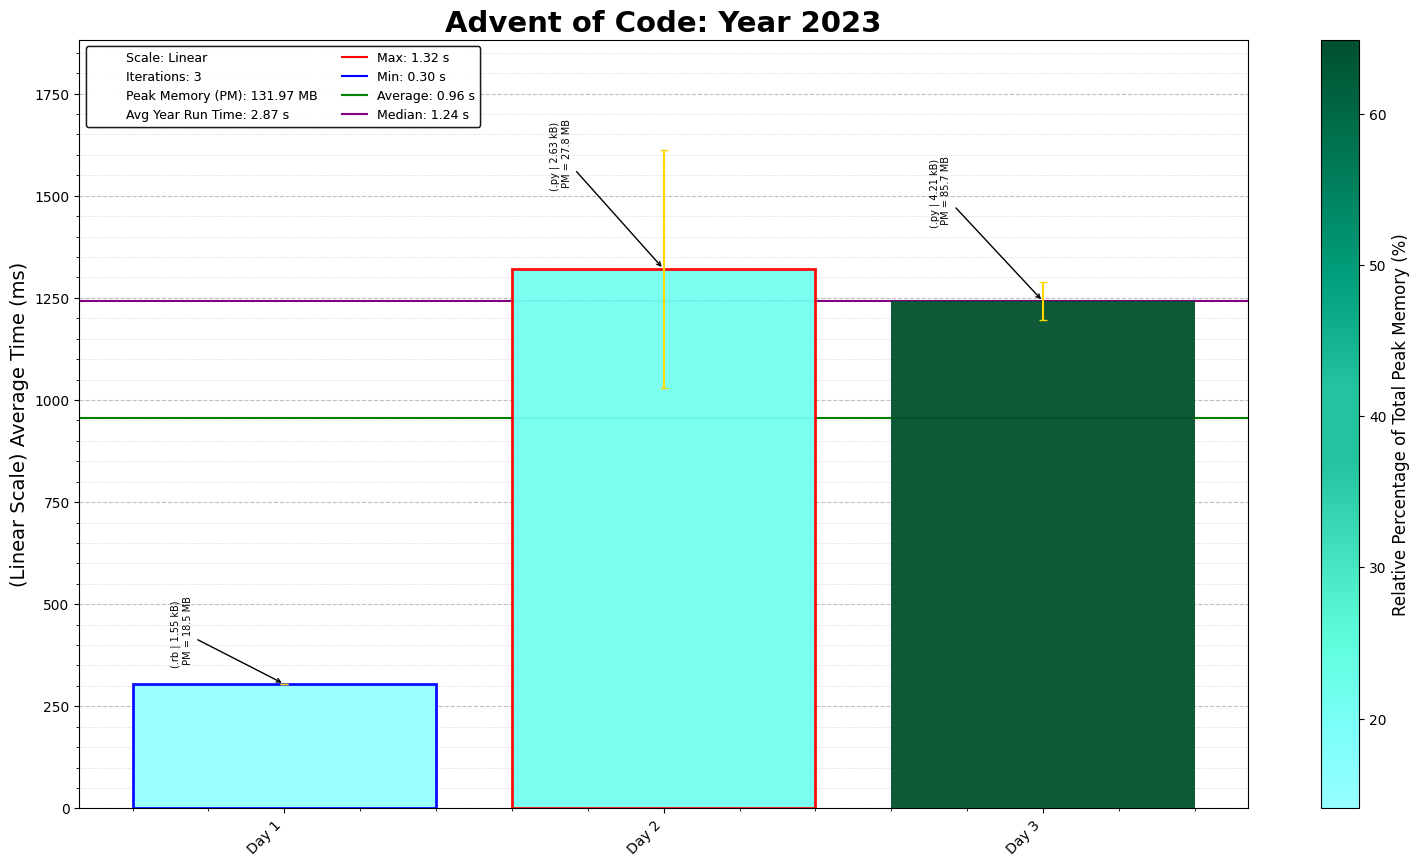 Advent of Code: Year 2023
Scale: Linear
Iterations: 3
Peak Memory (PM): 131.97 MB
Avg Year Run Time: 2.87 s
Max: 1.32 s
Min: 0.30 s
Average: 0.96 s
Median: 1.24 s
(Linear Scale) Average Time (ms)
1750
1500
1250
1000
750
500
250
0
(.rb | 1.55 kB)
PM = 18.5 MB
(.py | 2.63 kB)
PM = 27.8 MB
(.py | 4.21 kB)
PM = 85.7 MB
Day 1
Day 2
Day 3
60
50
40
30
20
Relative Percentage of Total Peak Memory (%)